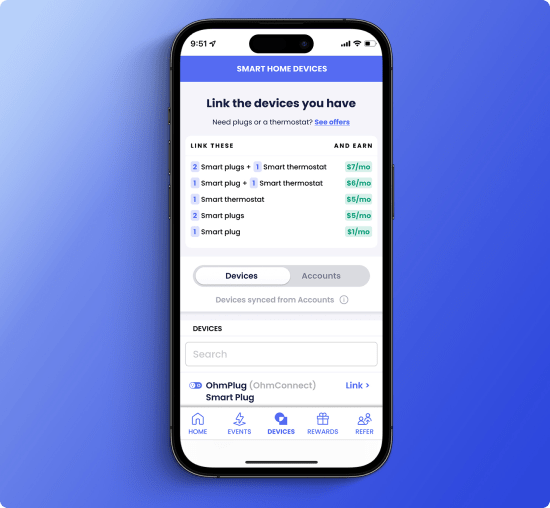 9:51
SMART HOME DEVICES
Link the devices you have
Need plugs or a thermostat? See offers
LINK THESE AND EARN
2 Smart plugs + 1 Smart thermostat $7/mo
1 Smart plug + 1 Smart thermostat $6/mo
1 Smart thermostat $5/mo
2 Smart plugs $5/mo
1 Smart plug $1/mo
Devices Accounts
Devices synced from Accounts
DEVICES
Search
OhmPlug (OhmConnect) Link >
Smart Plug
HOME EVENTS DEVICES REWARDS REFER